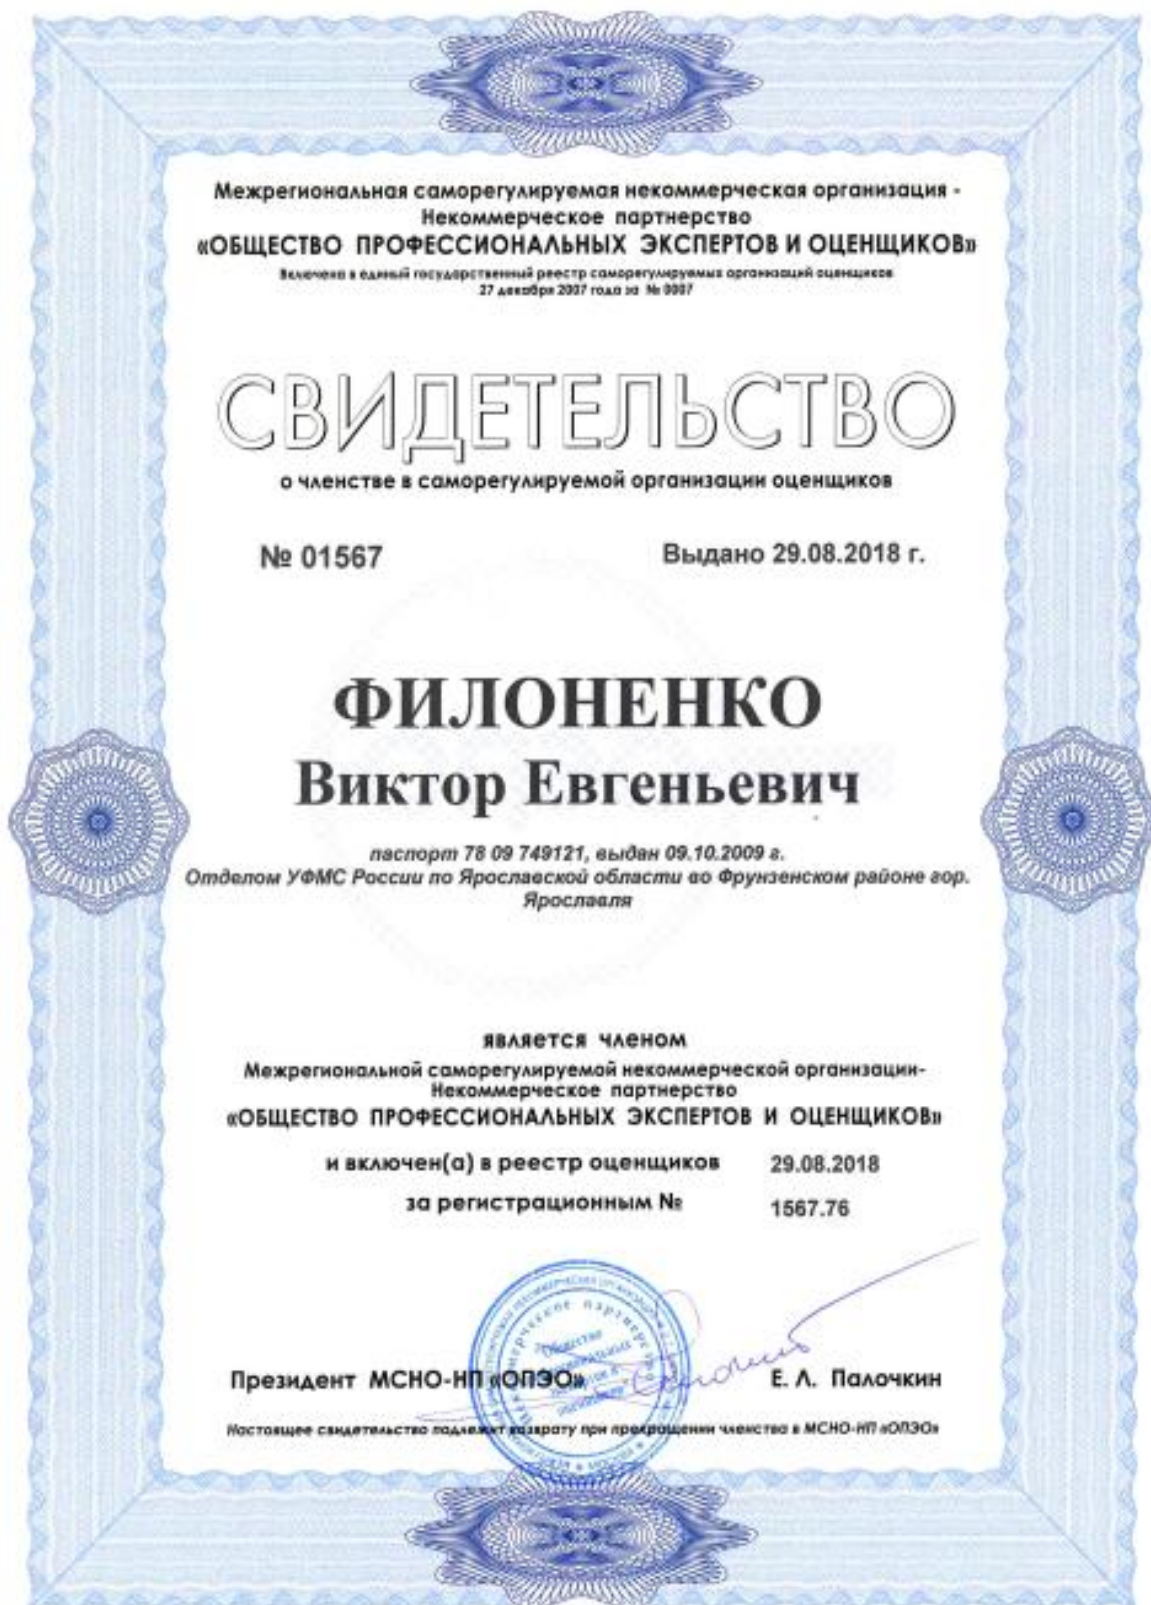 Межрегиональная саморегулируемая некоммерческая организация -
Некоммерческое партнерство
«ОБЩЕСТВО ПРОФЕССИОНАЛЬНЫХ ЭКСПЕРТОВ И ОЦЕНЩИКОВ»
Включена в единый государственный реестр саморегулируемых организаций оценщиков
27 декабря 2007 года за № 0007
СВИДЕТЕЛЬСТВО
о членстве в саморегулируемой организации оценщиков
№ 01567
Выдано 29.08.2018 г.
ФИЛОНЕНКО
Виктор Евгеньевич
паспорт 78 09 749121, выдан 09.10.2009 г.
Отделом УФМС России по Ярославской области во Фрунзенском районе гор.
Ярославля
является членом
Межрегиональной саморегулируемой некоммерческой организации-
Некоммерческое партнерство
«ОБЩЕСТВО ПРОФЕССИОНАЛЬНЫХ ЭКСПЕРТОВ И ОЦЕНЩИКОВ»
и включен(а) в реестр оценщиков 29.08.2018
за регистрационным № 1567.76
Президент МСНО-НП «ОПЭО» Е. Л. Палочкин
Настоящее свидетельство подлежит возврату при прекращении членства в МСНО-НП «ОПЭО»